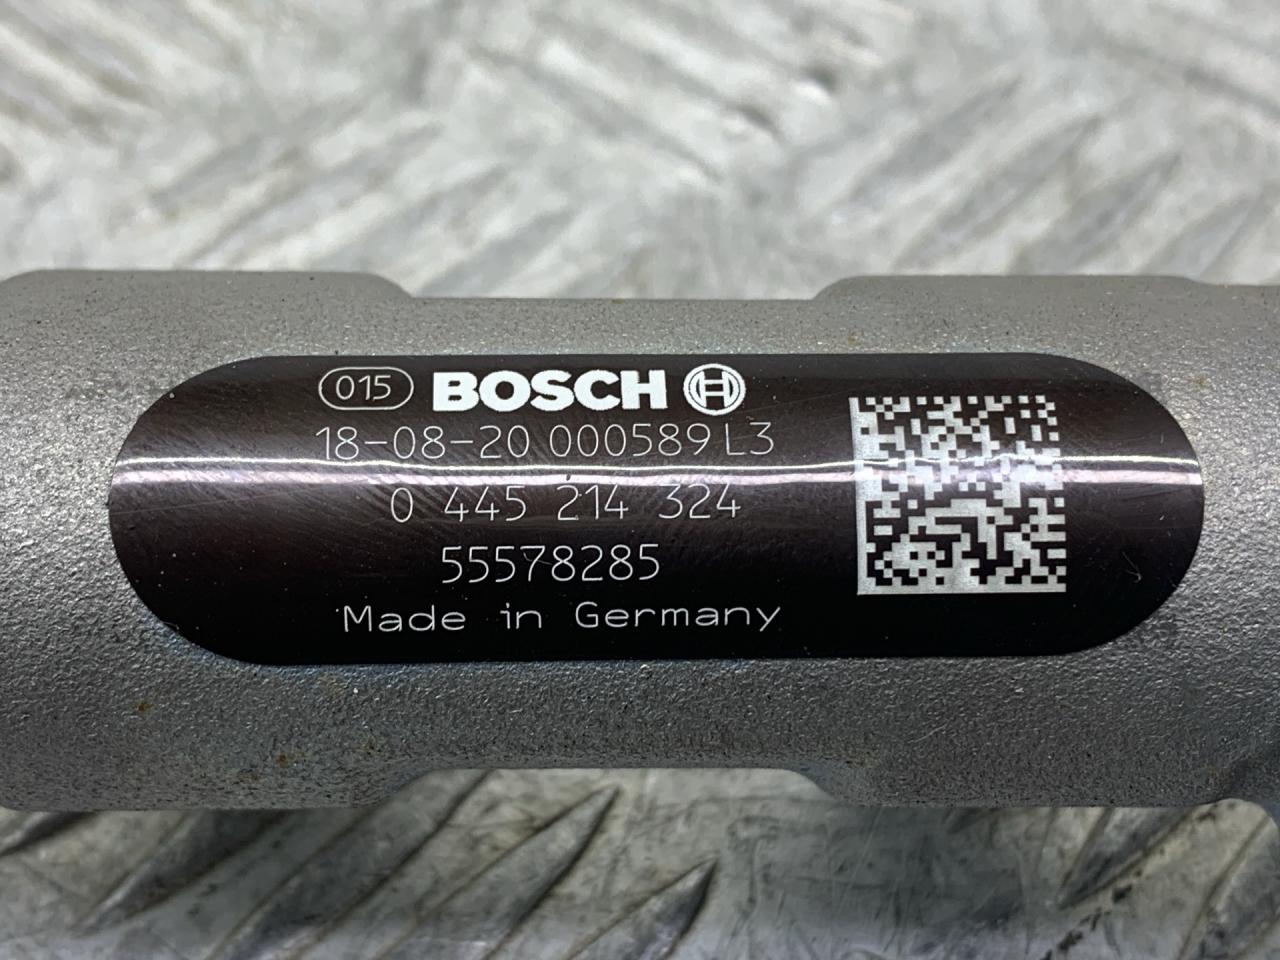 015 BOSCH
18-08-20 000589 L3
0 445 214 324
55578285
Made in Germany